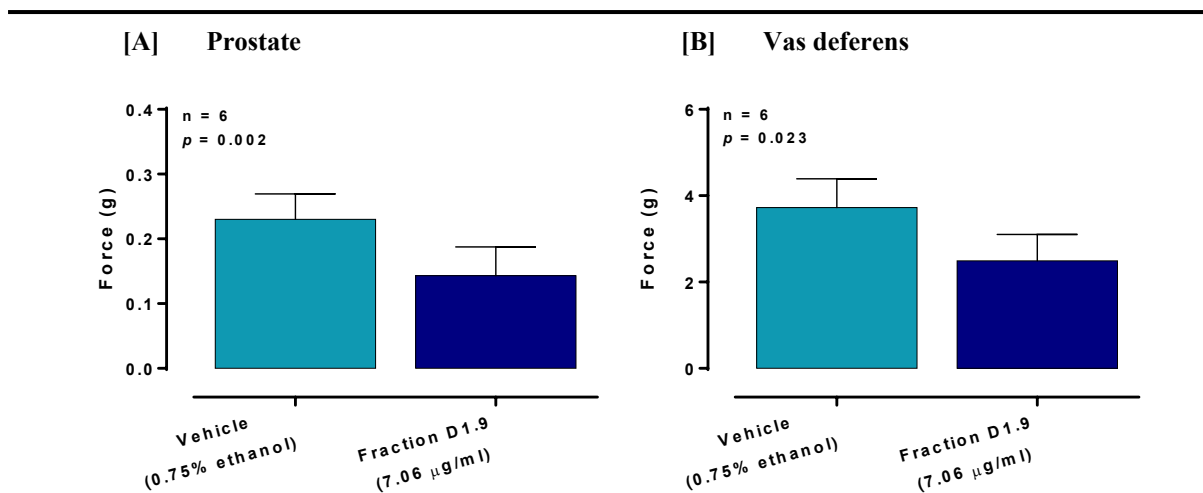 [A] Prostate
0.4
0.3
0.2
0.1
0.0
Force (g)
n = 6
p = 0.002
Vehicle
(0.75% ethanol)
Fraction D1.9
(7.06 μg/ml)
[B] Vas deferens
6
4
2
0
Force (g)
n = 6
p = 0.023
Vehicle
(0.75% ethanol)
Fraction D1.9
(7.06 μg/ml)